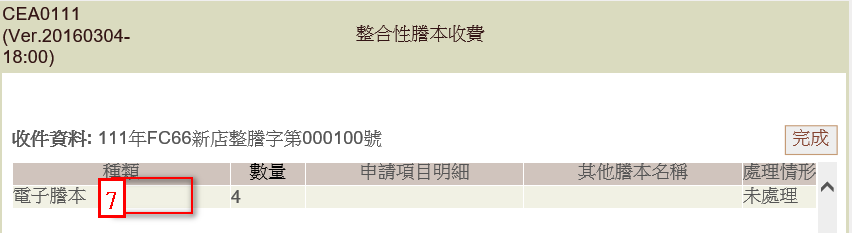 CEA0111
(Ver.20160304-
18:00)
整合性謄本收費
收件資料: 111年FC66新店整謄字第000100號
完成
種類 數量 申請項目明細 其他謄本名稱 處理情形
電子謄本 7 4 未處理